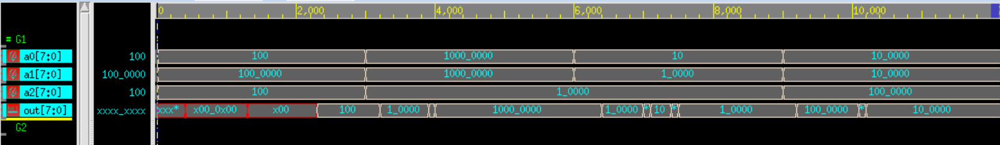 0 2,000 4,000 6,000 8,000 10,000
= G1
a0[7:0] 100 100 1000_0000 10 10_0000
a1[7:0] 100_0000 100_0000 1000_0000 1_0000 10_0000
a2[7:0] 100 100 1_0000 100_0000
out[7:0] xxxx_xxxx xxx* x00_0x00 x00 100 1_0000 1000_0000 1_0000 * 10 * 1_0000 100_0000 * 10_0000
G2